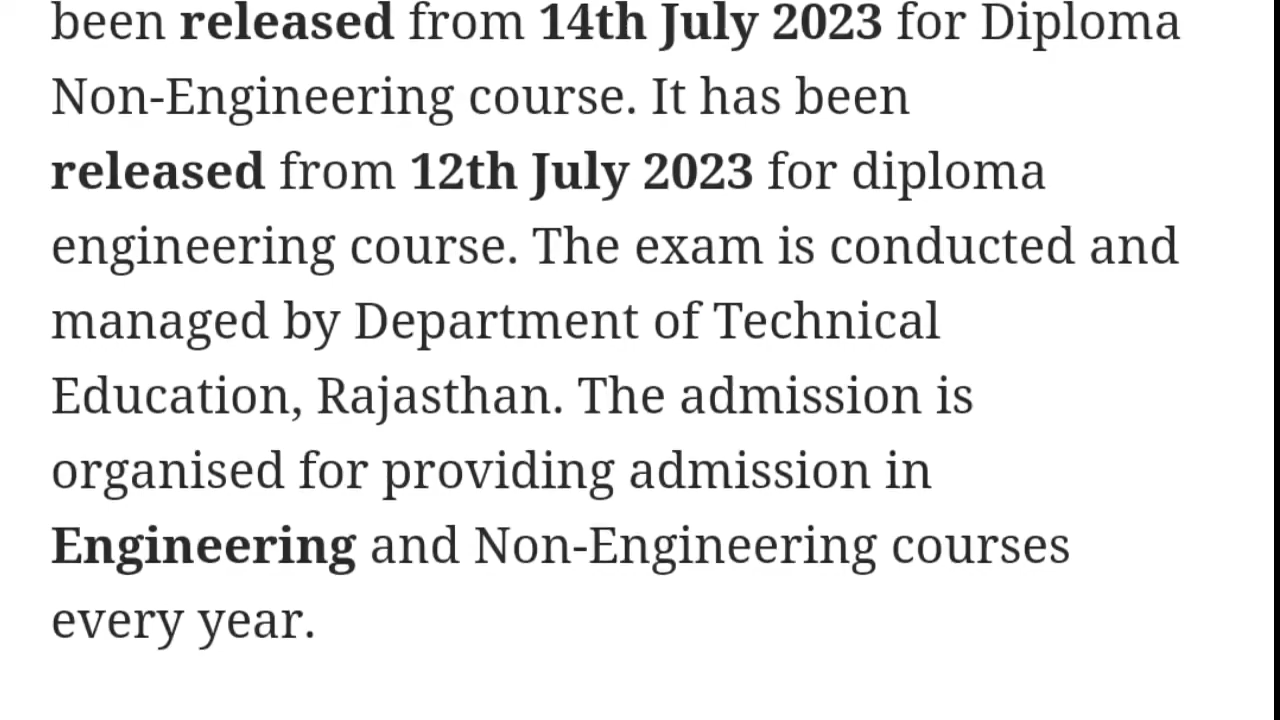 been released from 14th July 2023 for Diploma
Non-Engineering course. It has been
released from 12th July 2023 for diploma
engineering course. The exam is conducted and
managed by Department of Technical
Education, Rajasthan. The admission is
organised for providing admission in
Engineering and Non-Engineering courses
every year.